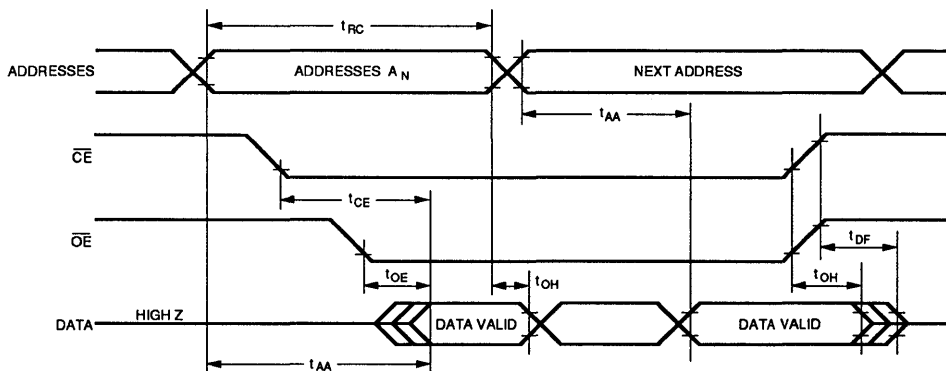 tRC
ADDRESSES
ADDRESSES AN
NEXT ADDRESS
tAA
CE
tCE
OE
tDF
tOE
tOH
tOH
DATA
HIGH Z
DATA VALID
DATA VALID
tAA